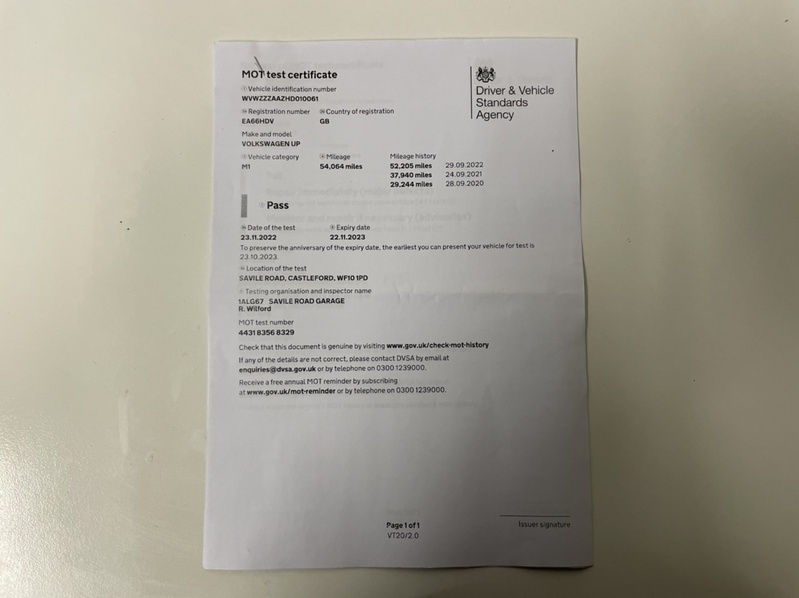 MOT test certificate
Vehicle identification number
WVWZZZAAZHD010061
Registration number Country of registration
EA66HDV GB
Make and model
VOLKSWAGEN UP
Vehicle category Mileage Mileage history
M1 54,064 miles 52,205 miles 29.09.2022
37,940 miles 24.09.2021
29,244 miles 28.09.2020
Driver & Vehicle
Standards
Agency
Pass
Date of the test Expiry date
23.11.2022 22.11.2023
To preserve the anniversary of the expiry date, the earliest you can present your vehicle for test is
23.10.2023.
Location of the test
SAVILE ROAD, CASTLEFORD, WF10 1PD
Testing organisation and inspector name
1ALG67 SAVILE ROAD GARAGE
R. Wilford
MOT test number
4431 8356 8329
Check that this document is genuine by visiting www.gov.uk/check-mot-history
If any of the details are not correct, please contact DVSA by email at
enquiries@dvsa.gov.uk or by telephone on 0300 1239000.
Receive a free annual MOT reminder by subscribing
at www.gov.uk/mot-reminder or by telephone on 0300 1239000.
Page 1 of 1
VT20/2.0
Issuer signature